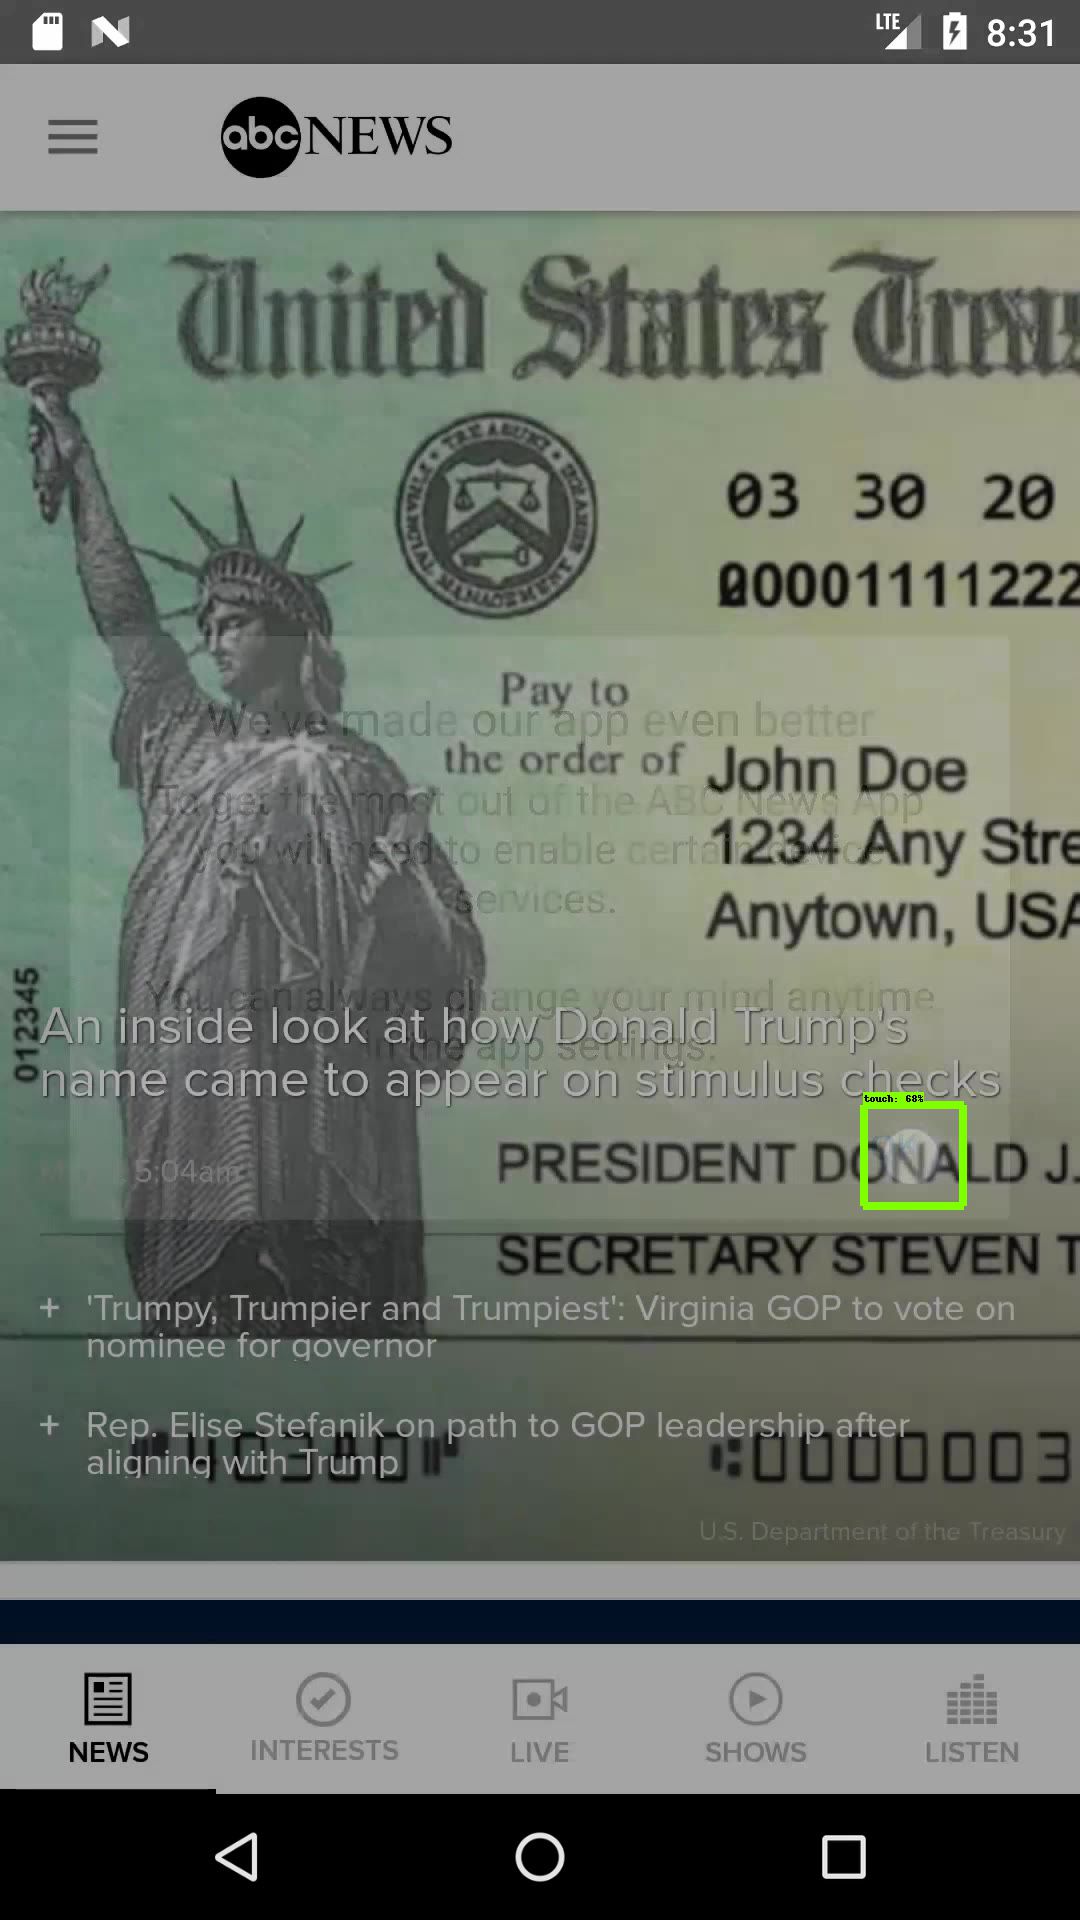 LTE 8:31
abc NEWS
United States Treas
03 30 20
00001111222
Pay to
the order of
We've made our app even better
To get the most out of the ABC News App
you will need to enable certain device
services.
John Doe
1234 Any Stre
Anytown, USA
You can always change your mind anytime
in the app settings.
012345
An inside look at how Donald Trump's
name came to appear on stimulus checks
touch: 68%
OK
PRESIDENT DONALD J.
5:04am
SECRETARY STEVEN T
+ 'Trumpy, Trumpier and Trumpiest': Virginia GOP to vote on
nominee for governor
+ Rep. Elise Stefanik on path to GOP leadership after
aligning with Trump
0000003
U.S. Department of the Treasury
NEWS
INTERESTS
LIVE
SHOWS
LISTEN